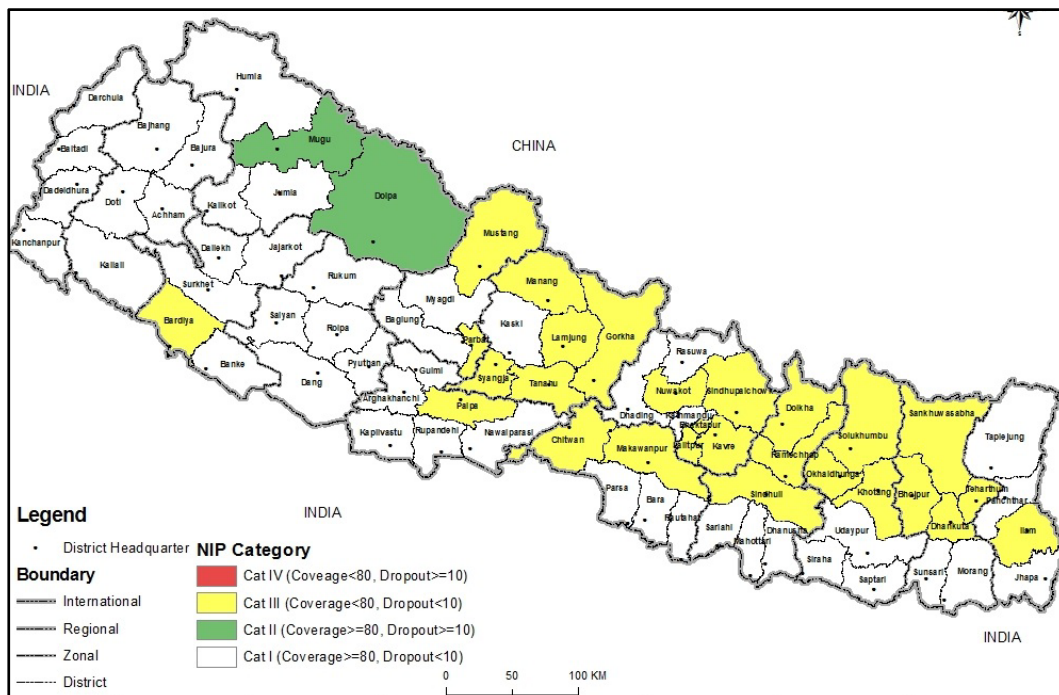 S
INDIA
Humla
Darchula
Bajhang
Mugu
Baitadi
Bajura
CHINA
Dadeldhura
Doti
Jumla
Dolpa
Achham
Kalikot
Kanchanpur
Mustang
Kailali
Dailekh
Jajarkot
Rukum
Manang
Surkhet
Myagdi
Bardiya
Salyan
Baglung
Kaski
Rolpa
Parbat
Lamjung
Gorkha
Rasuwa
Banke
Pyuthan
Gulmi
Syangja
Dang
Tanahu
Nuwakot
Sindhupalchowk
Arghakhanchi
Palpa
Dolkha
Sankhuwasabha
Dhading
Kathmandu
Bhaktapur
Solukhumbu
Taplejung
Kapilvastu
Rupandehi
Nawalparasi
Chitwan
Makawanpur
Lalitpur
Kavre
Ramechhap
Okhaldhunga
Parsa
Sindhuli
Khotang
Bhojpur
Teharthum
Panchthar
Bara
Legend
INDIA
Rautahat
Sarlahi
Dhanusha
Udaypur
Dhankuta
Ilam
District Headquarter
NIP Category
Mahottari
Siraha
Saptari
Sunsari
Morang
Jhapa
Boundary
Cat IV (Coveage<80, Dropout>=10)
International
Cat III (Coverage<80, Dropout<10)
Regional
Cat II (Coverage>=80, Dropout>=10)
INDIA
Zonal
Cat I (Coverage>=80, Dropout<10)
District
0 50 100 KM